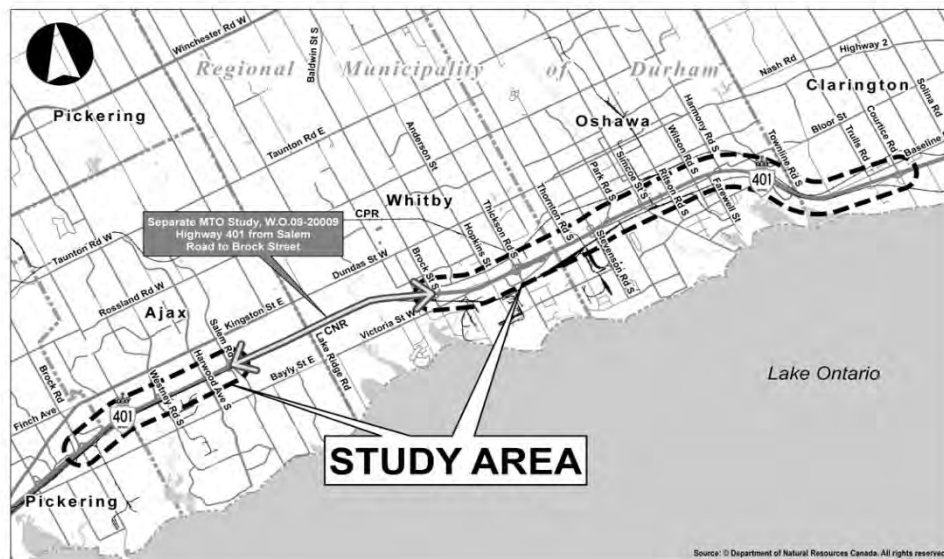 Winchester Rd W
Baldwin St S
Regional Municipality of Durham
Nash Rd
Highway 2
Clarington
Pickering
Taunton Rd E
Anderson St
Oshawa
Harmony Rd S
Wilson Rd S
Simcoe St S
Park Rd S
Ritson Rd S
Townline Rd S
Bloor St
Trulls Rd
Courtice Rd
Solina Rd
Baseline
401
Farewell St
Separate MTO Study, W.O.08-20009
Highway 401 from Salem
Road to Brock Street
CPR
Whitby
Hopkins St
Thickson Rd S
Thornton Rd S
Stevenson Rd S
Taunton Rd W
Dundas St W
Brock St S
Rossland Rd W
Kingston St E
Victoria St W
Ajax
Salem Rd
CNR
Lake Ridge Rd
Bayly St E
Harwood Ave S
Westney Rd S
Brock Rd
Finch Ave
401
Lake Ontario
STUDY AREA
Pickering
Source: © Department of Natural Resources Canada. All rights reserved